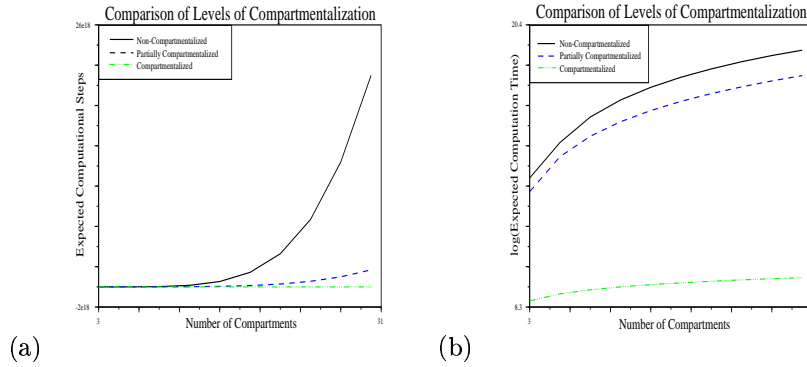 Comparison of Levels of Compartmentalization
26e18
Non-Compartmentalized
Partially Compartmentalized
Compartmentalized
Expected Computational Steps
-2e18
3
31
Number of Compartments
(a)
Comparison of Levels of Compartmentalization
20.4
Non-Compartmentalized
Partially Compartmentalized
Compartmentalized
log(Expected Computation Time)
8.3
3
Number of Compartments
(b)